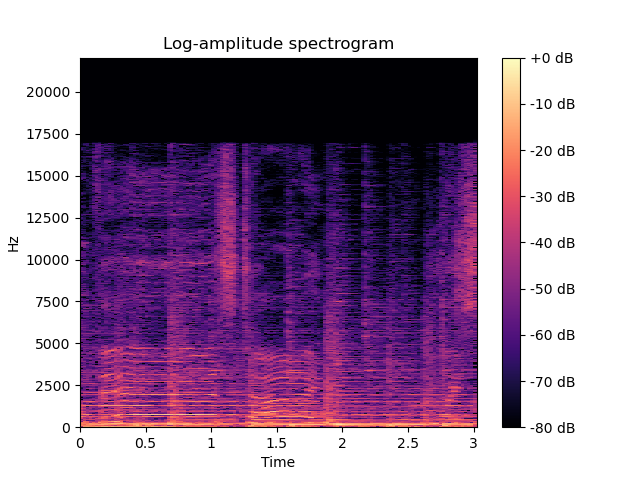 Log-amplitude spectrogram
Hz
20000
17500
15000
12500
10000
7500
5000
2500
0
0 0.5 1 1.5 2 2.5 3
Time
+0 dB
-10 dB
-20 dB
-30 dB
-40 dB
-50 dB
-60 dB
-70 dB
-80 dB